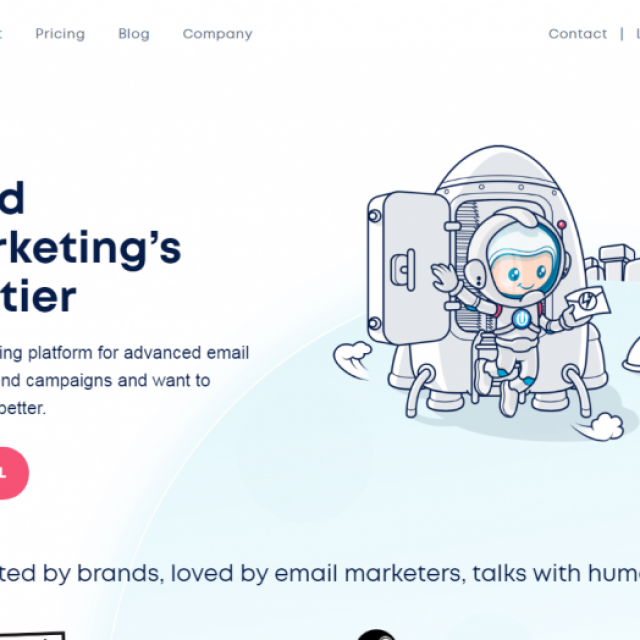 Pricing Blog Company Contact |
d
rketing's
tier
ing platform for advanced email
nd campaigns and want to
better.
ted by brands, loved by email marketers, talks with hum